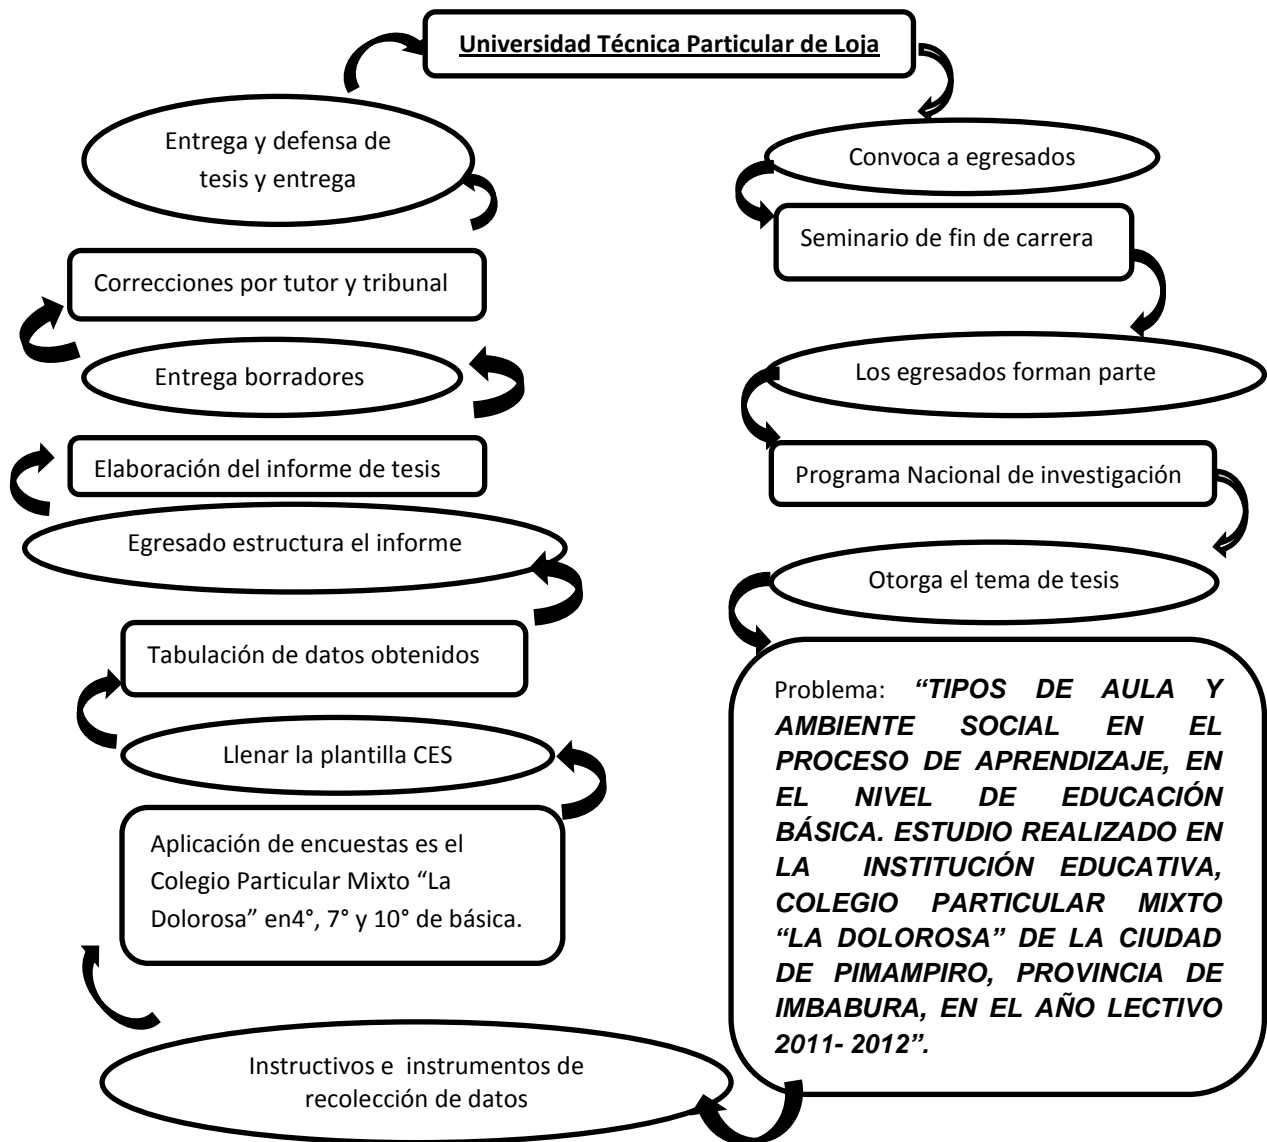 Universidad Técnica Particular de Loja
Convoca a egresados
Seminario de fin de carrera
Los egresados forman parte
Programa Nacional de investigación
Otorga el tema de tesis
Problema: “TIPOS DE AULA Y
AMBIENTE SOCIAL EN EL
PROCESO DE APRENDIZAJE, EN
EL NIVEL DE EDUCACIÓN
BÁSICA. ESTUDIO REALIZADO EN
LA INSTITUCIÓN EDUCATIVA,
COLEGIO PARTICULAR MIXTO
“LA DOLOROSA” DE LA CIUDAD
DE PIMAMPIRO, PROVINCIA DE
IMBABURA, EN EL AÑO LECTIVO
2011- 2012”.
Instructivos e instrumentos de
recolección de datos
Aplicación de encuestas es el
Colegio Particular Mixto “La
Dolorosa” en4°, 7° y 10° de básica.
Llenar la plantilla CES
Tabulación de datos obtenidos
Egresado estructura el informe
Elaboración del informe de tesis
Entrega borradores
Correcciones por tutor y tribunal
Entrega y defensa de
tesis y entrega